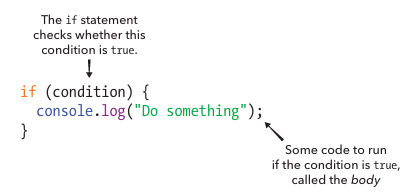 The if statement
checks whether this
condition is true.
if (condition) {
  console.log("Do something");
}
Some code to run
if the condition is true,
called the body